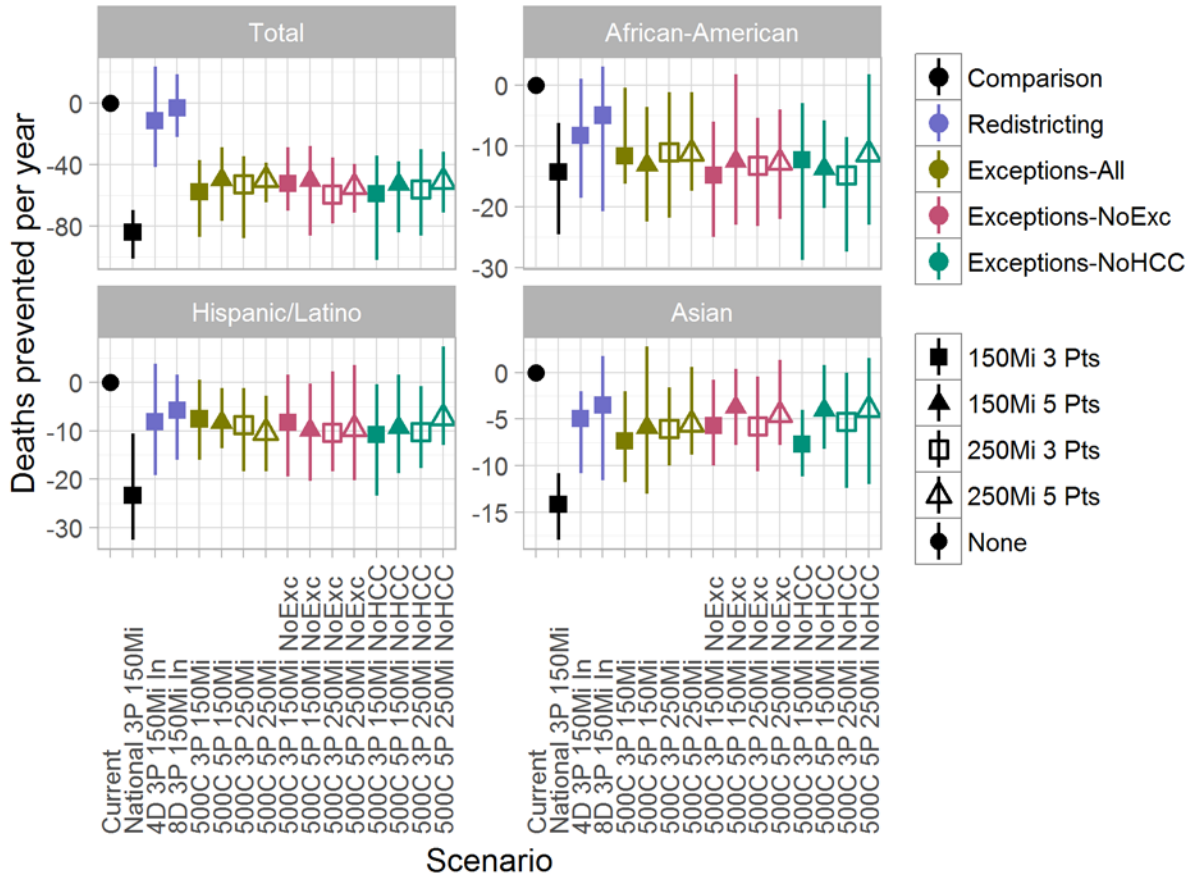 Total
African-American
0
-40
-80
0
-10
-20
-30
Hispanic/Latino
Asian
0
-10
-20
-30
0
-5
-10
-15
Deaths prevented per year
Current
National 3P 150Mi
4D 3P 150Mi In
8D 3P 150Mi In
500C 3P 150Mi
500C 5P 150Mi
500C 3P 250Mi
500C 5P 250Mi
500C 3P 150Mi NoExc
500C 5P 150Mi NoExc
500C 3P 250Mi NoExc
500C 5P 250Mi NoExc
500C 3P 150Mi NoHCC
500C 5P 150Mi NoHCC
500C 3P 250Mi NoHCC
500C 5P 250Mi NoHCC
Current
National 3P 150Mi
4D 3P 150Mi In
8D 3P 150Mi In
500C 3P 150Mi
500C 5P 150Mi
500C 3P 250Mi
500C 5P 250Mi
500C 3P 150Mi NoExc
500C 5P 150Mi NoExc
500C 3P 250Mi NoExc
500C 5P 250Mi NoExc
500C 3P 150Mi NoHCC
500C 5P 150Mi NoHCC
500C 3P 250Mi NoHCC
500C 5P 250Mi NoHCC
Scenario
Comparison
Redistricting
Exceptions-All
Exceptions-NoExc
Exceptions-NoHCC
150Mi 3 Pts
150Mi 5 Pts
250Mi 3 Pts
250Mi 5 Pts
None